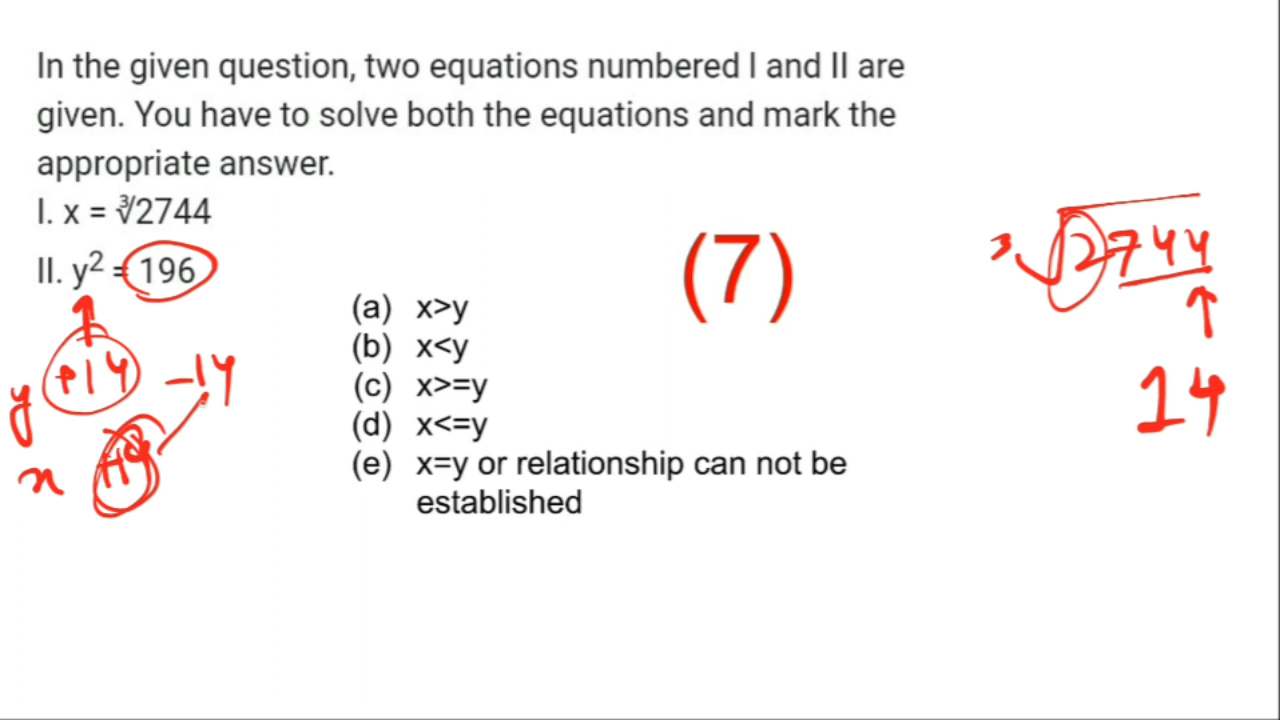 In the given question, two equations numbered I and II are
given. You have to solve both the equations and mark the
appropriate answer.
I. x = ∛2744
II. y² = 196
(7)
(a) x>y
(b) x<y
(c) x>=y
(d) x<=y
(e) x=y or relationship can not be
established
³√2744
14
y +14 -14
x